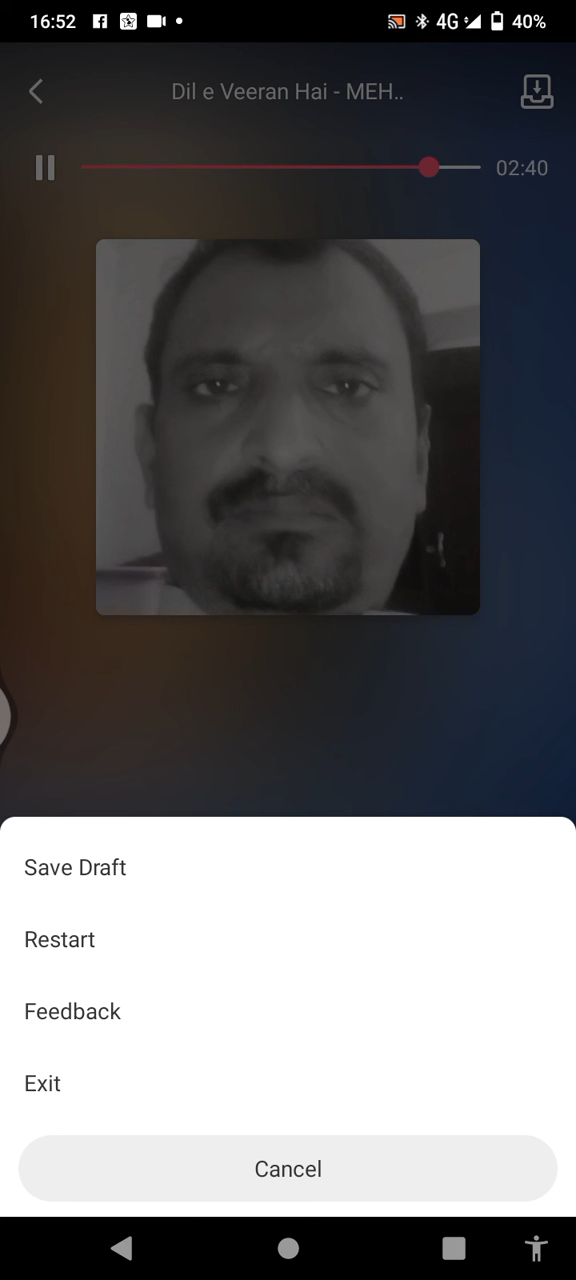 16:52 4G 40%
Dil e Veeran Hai - MEH..
02:40
Save Draft
Restart
Feedback
Exit
Cancel